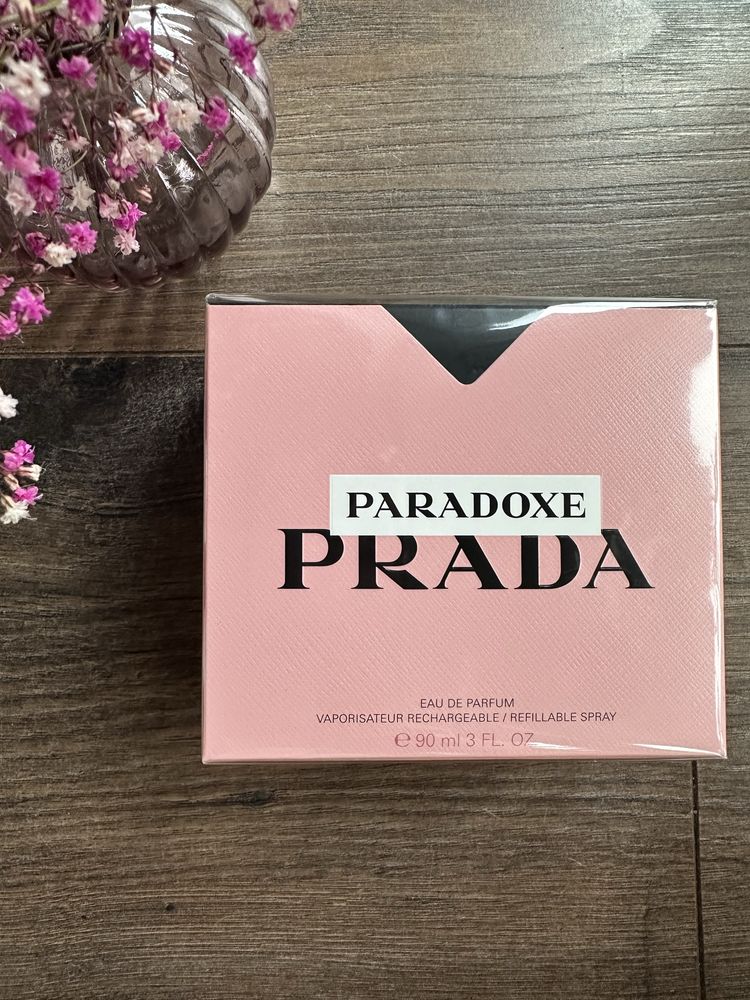 PARADOXE
PRADA
EAU DE PARFUM
VAPORISATEUR RECHARGEABLE / REFILLABLE SPRAY
℮ 90 ml 3 FL. OZ